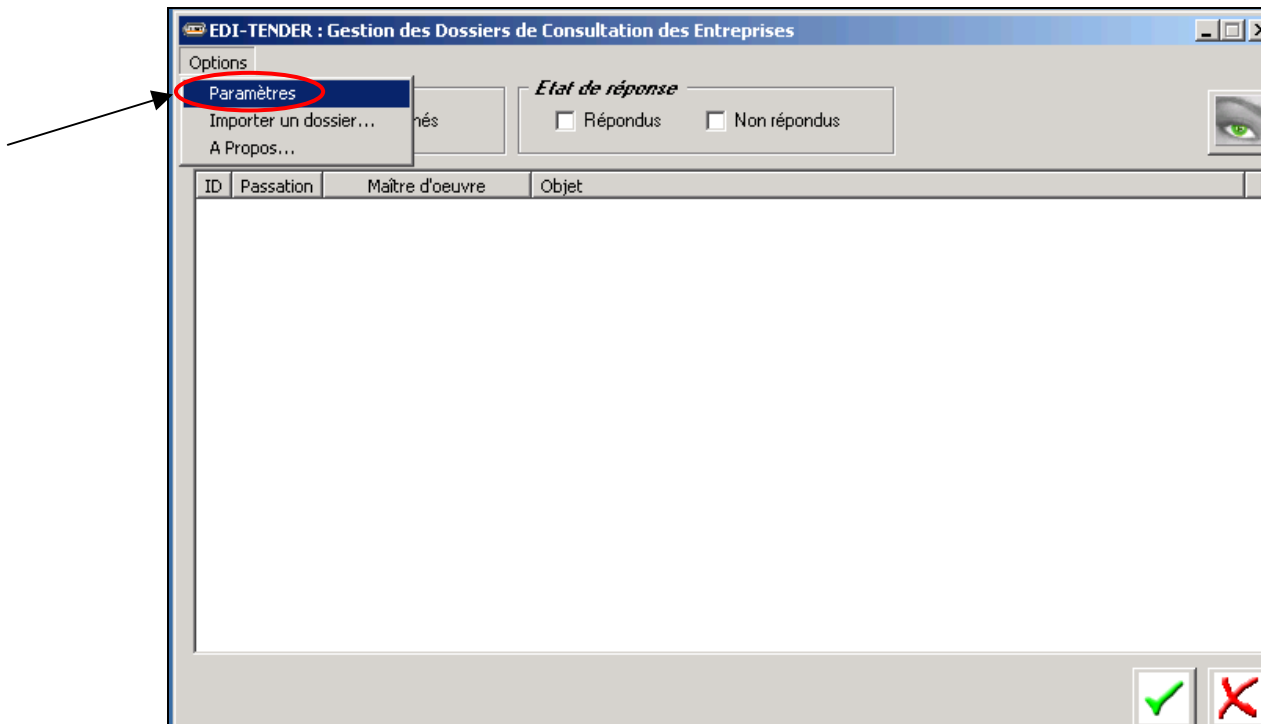 EDI-TENDER : Gestion des Dossiers de Consultation des Entreprises
Options
Paramètres
Importer un dossier...
A Propos...
Etat de réponse
Répondus Non répondus
ID Passation Maître d'oeuvre Objet